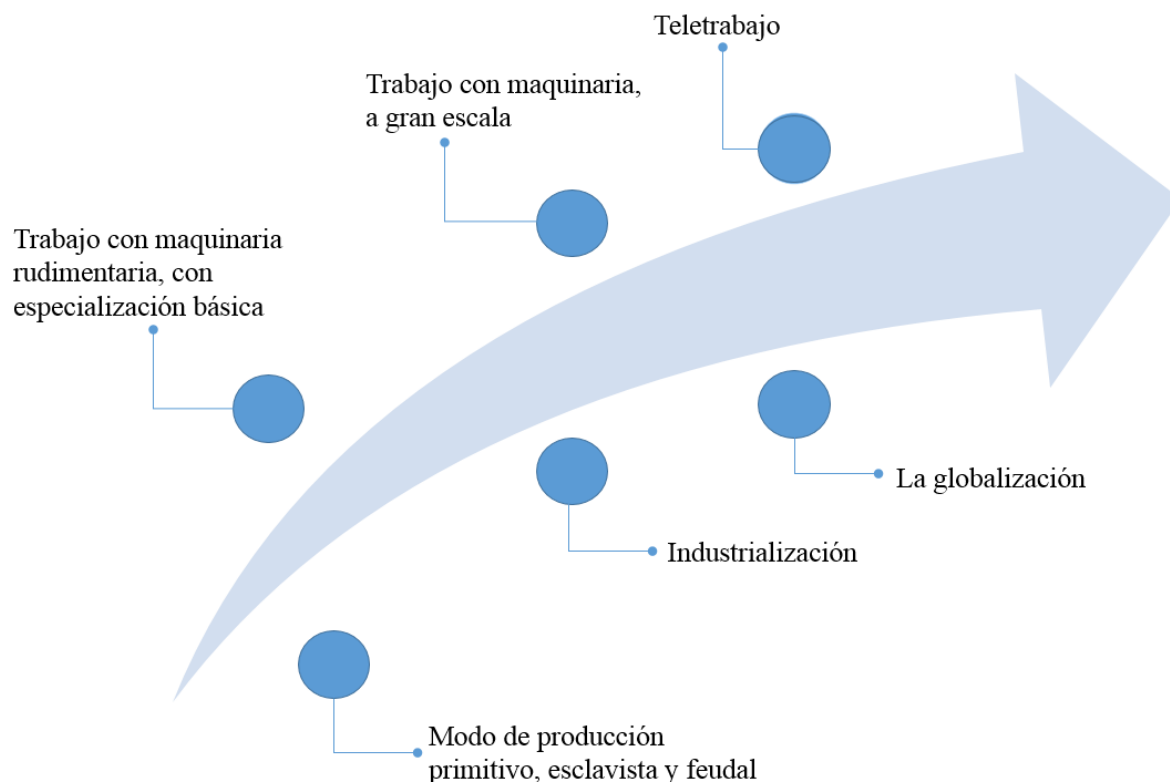 Teletrabajo
Trabajo con maquinaria,
a gran escala
Trabajo con maquinaria
rudimentaria, con
especialización básica
La globalización
Industrialización
Modo de producción
primitivo, esclavista y feudal